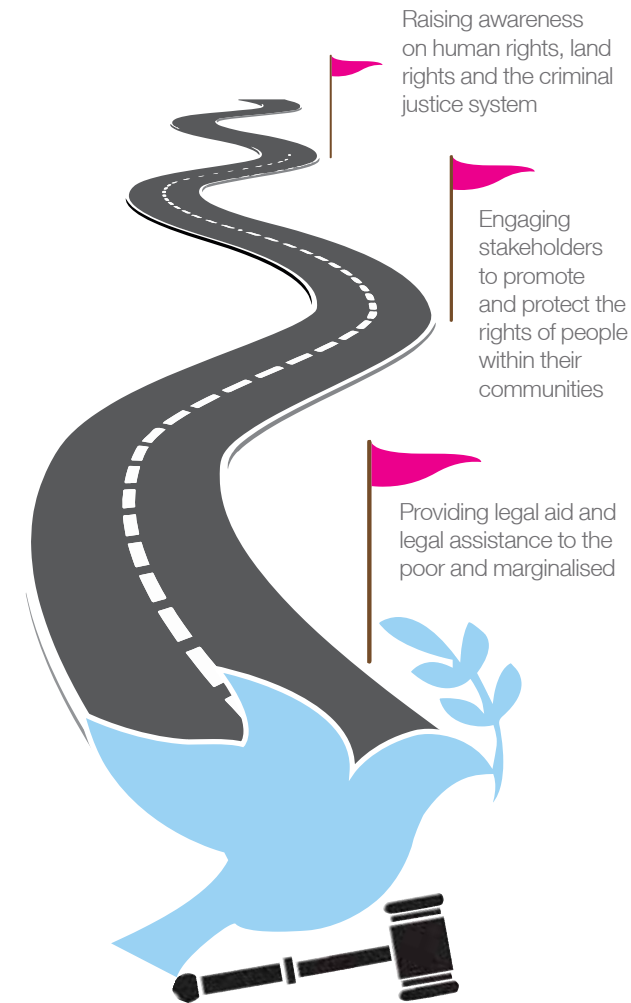 Raising awareness
on human rights, land
rights and the criminal
justice system
Engaging
stakeholders
to promote
and protect the
rights of people
within their
communities
Providing legal aid and
legal assistance to the
poor and marginalised